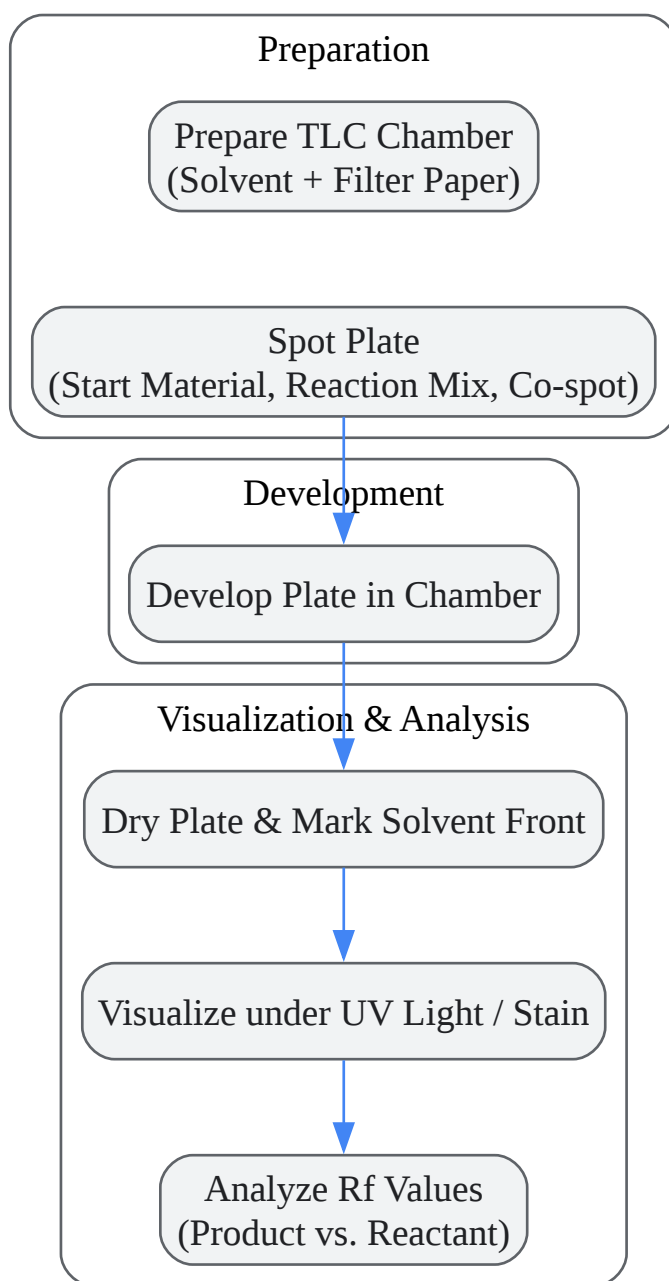 Preparation
Prepare TLC Chamber
(Solvent + Filter Paper)
Spot Plate
(Start Material, Reaction Mix, Co-spot)
Development
Develop Plate in Chamber
Visualization & Analysis
Dry Plate & Mark Solvent Front
Visualize under UV Light / Stain
Analyze Rf Values
(Product vs. Reactant)